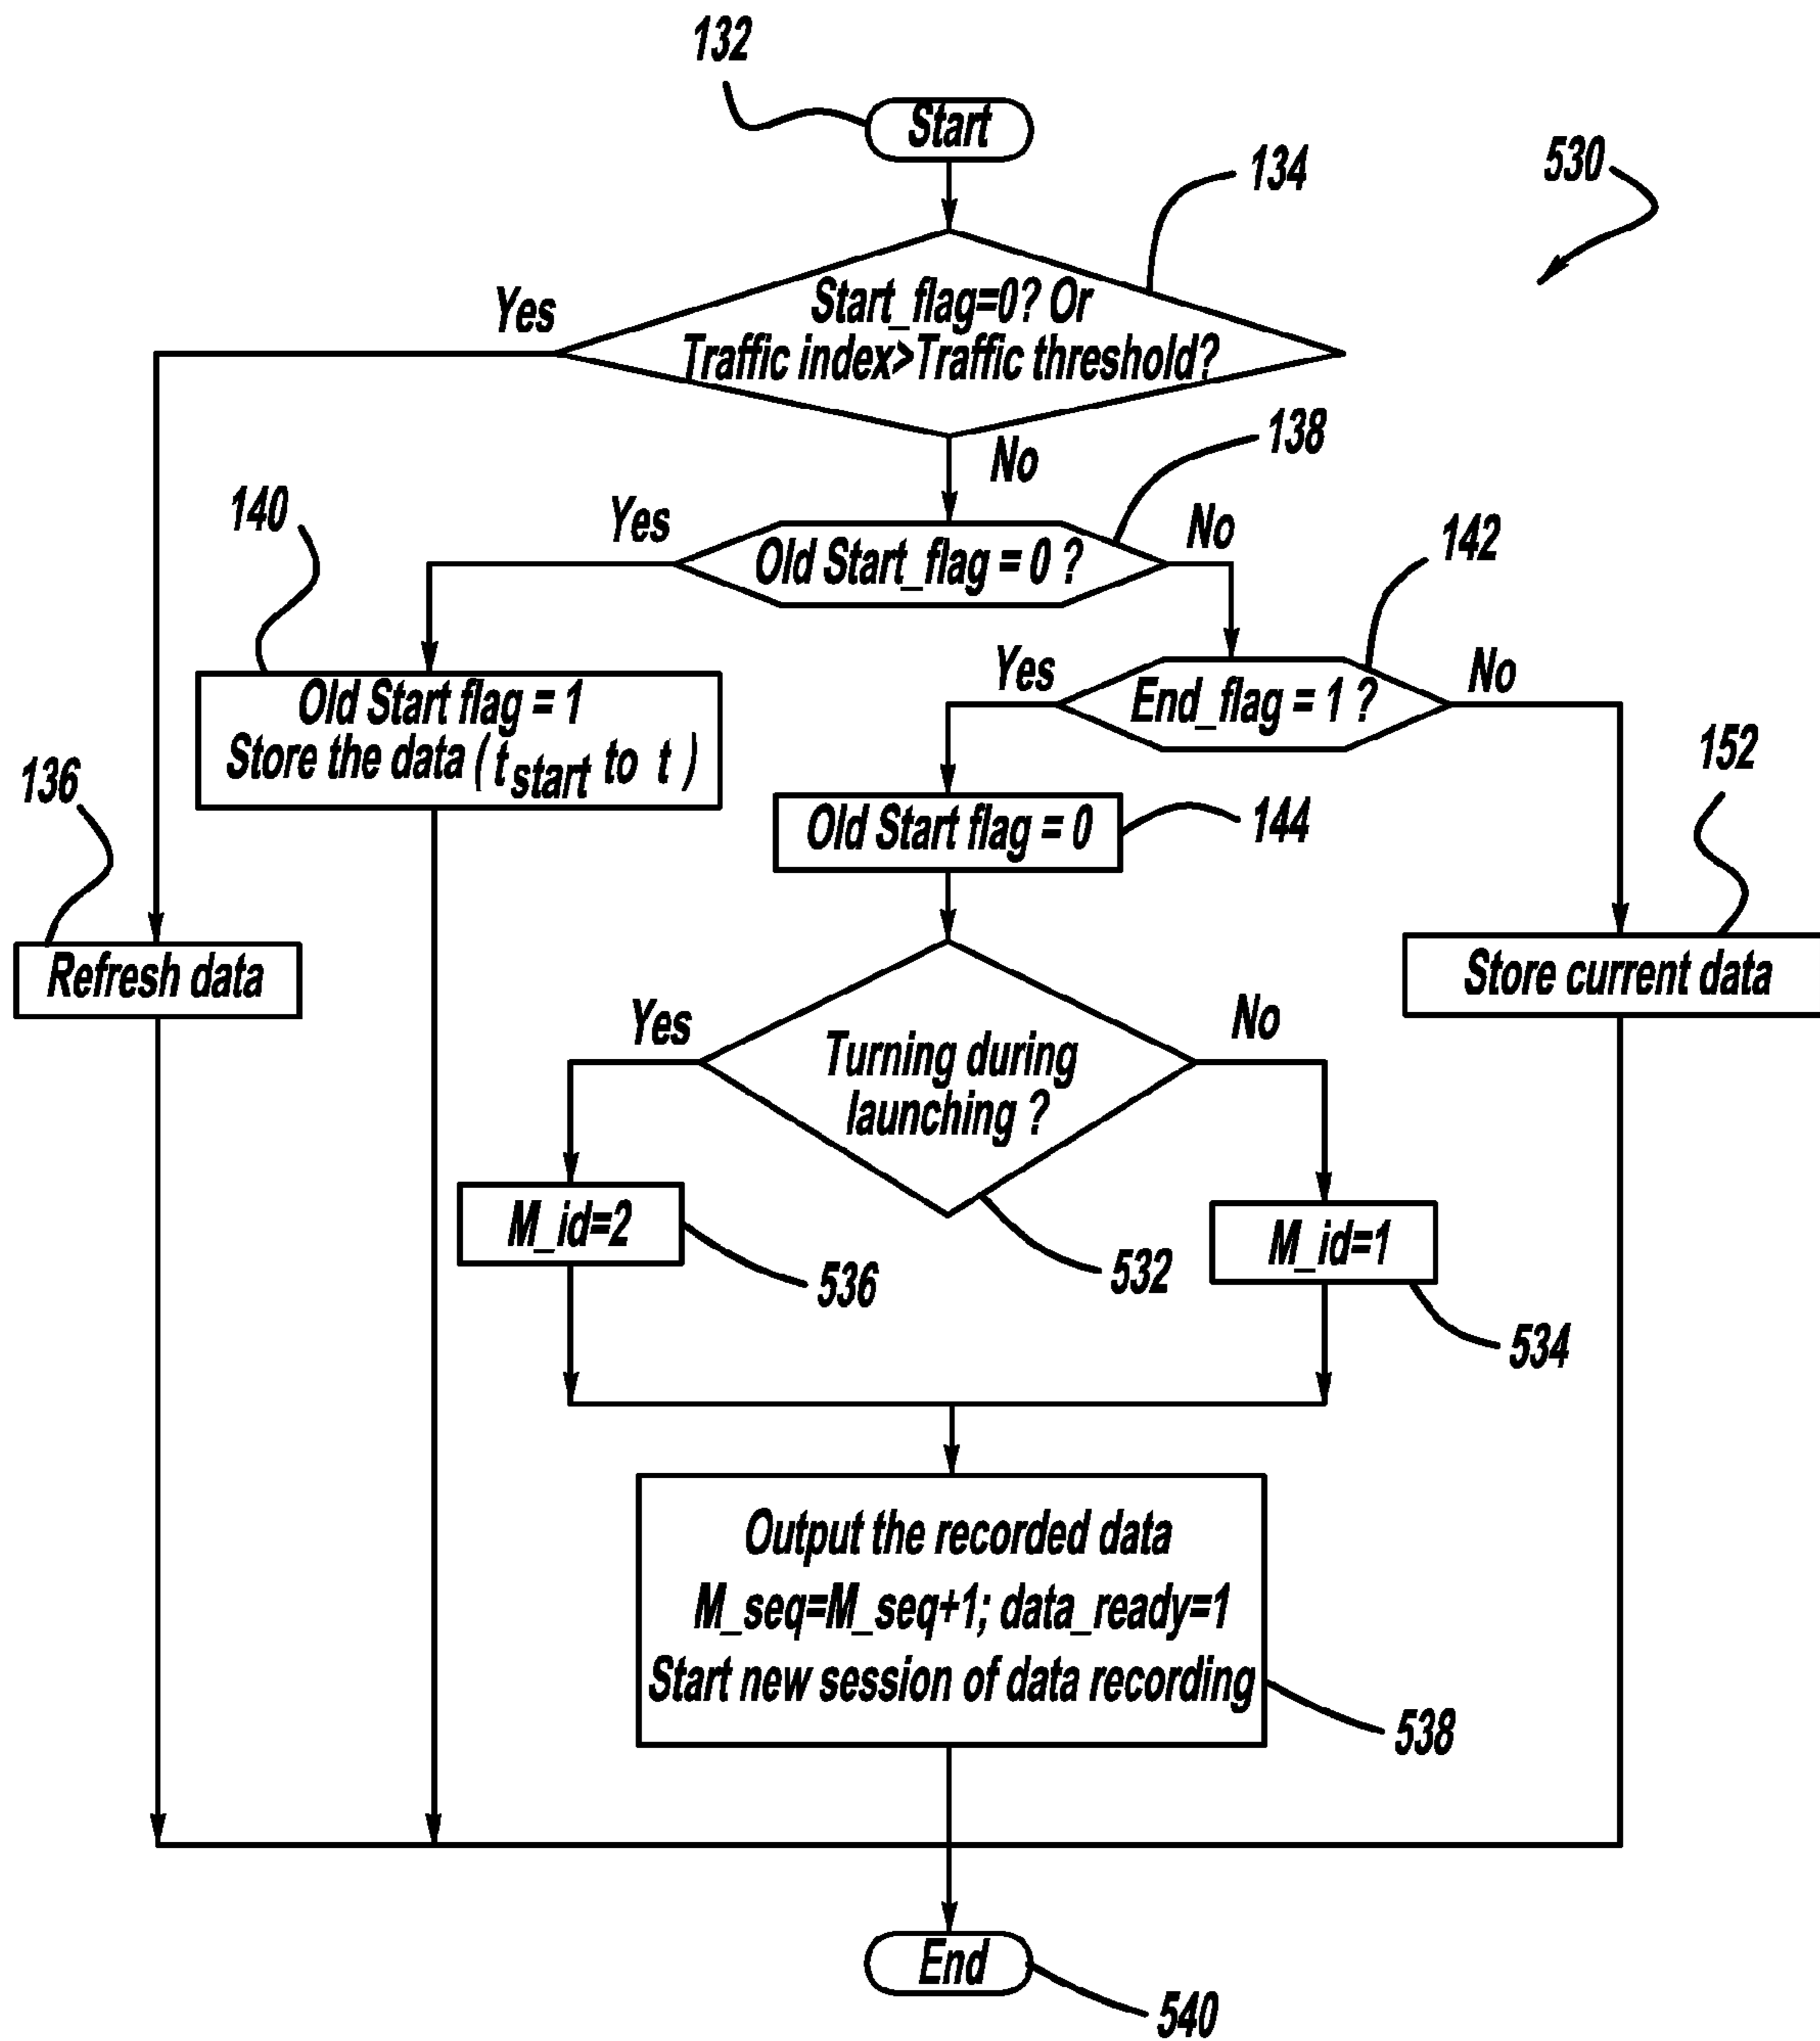 132
Start
134
530
Yes
Start_flag=0? Or
Traffic index>Traffic threshold?
No
138
140
Yes
Old Start_flag = 0 ?
No
142
Old Start flag = 1
Store the data (tstart to t)
Yes
End_flag = 1 ?
No
136
152
Old Start flag = 0
144
Refresh data
Store current data
Yes
Turning during
launching ?
No
M_id=2
536
532
M_id=1
534
Output the recorded data
M_seq=M_seq+1; data_ready=1
Start new session of data recording
538
End
540